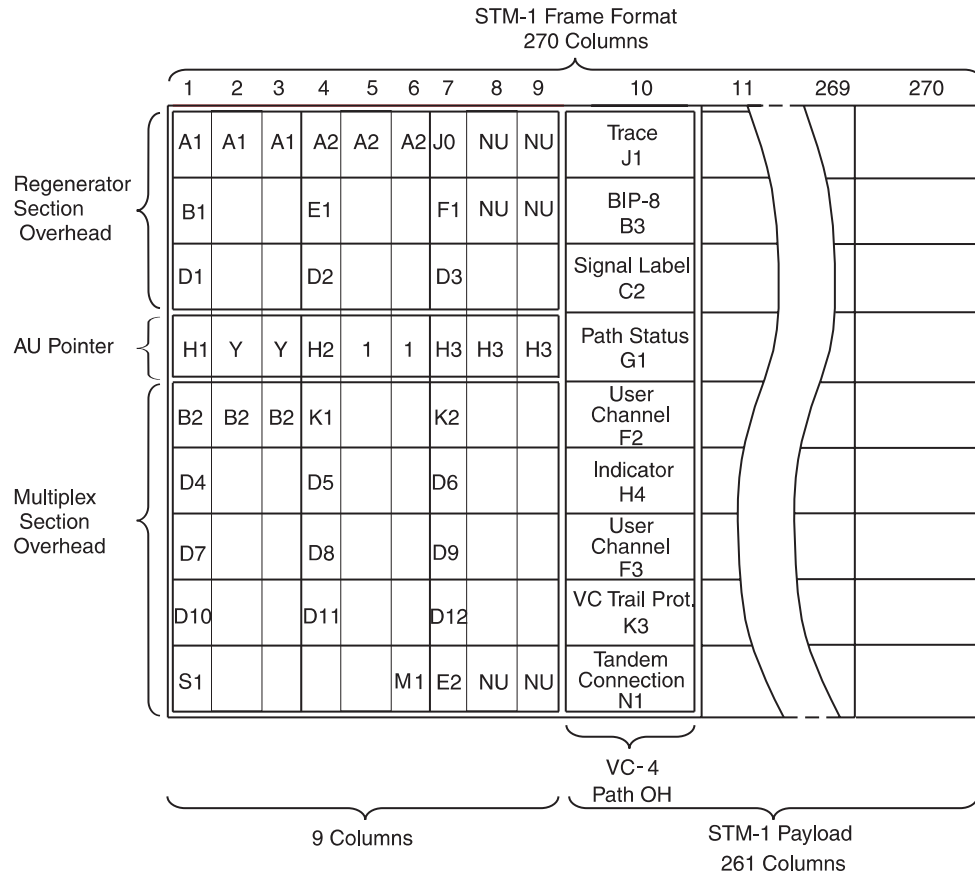 STM-1 Frame Format
270 Columns
1 2 3 4 5 6 7 8 9 10 11 269 270
Regenerator
Section
Overhead
A1 A1 A1 A2 A2 A2 J0 NU NU
Trace
J1
B1 E1 F1 NU NU
BIP-8
B3
D1 D2 D3
Signal Label
C2
AU Pointer
H1 Y Y H2 1 1 H3 H3 H3
Path Status
G1
Multiplex
Section
Overhead
B2 B2 B2 K1 K2
User
Channel
F2
D4 D5 D6
Indicator
H4
D7 D8 D9
User
Channel
F3
D10 D11 D12
VC Trail Prot.
K3
S1 M1 E2 NU NU
Tandem
Connection
N1
VC-4
Path OH
9 Columns
STM-1 Payload
261 Columns